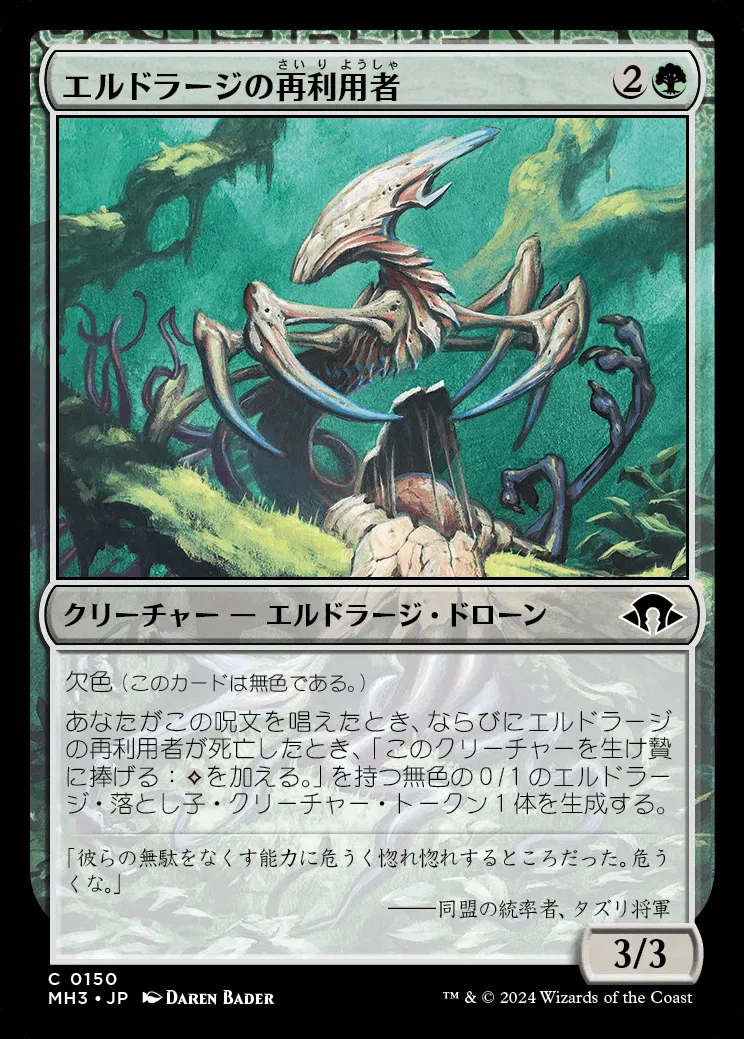 さいりようしゃ
エルドラージの再利用者 2
クリーチャー — エルドラージ・ドローン
欠色(このカードは無色である。)
あなたがこの呪文を唱えたとき、ならびにエルドラージ
の再利用者が死亡したとき、「このクリーチャーを生け贄
に捧げる:を加える。」を持つ無色の0/1のエルドラー
ジ・落とし子・クリーチャー・トークン1体を生成する。
「彼らの無駄をなくす能力に危うく惚れ惚れするところだった。危う
くな。」
——同盟の統率者、タズリ将軍
3/3
C 0150
MH3 • JP Daren Bader
™ & © 2024 Wizards of the Coast